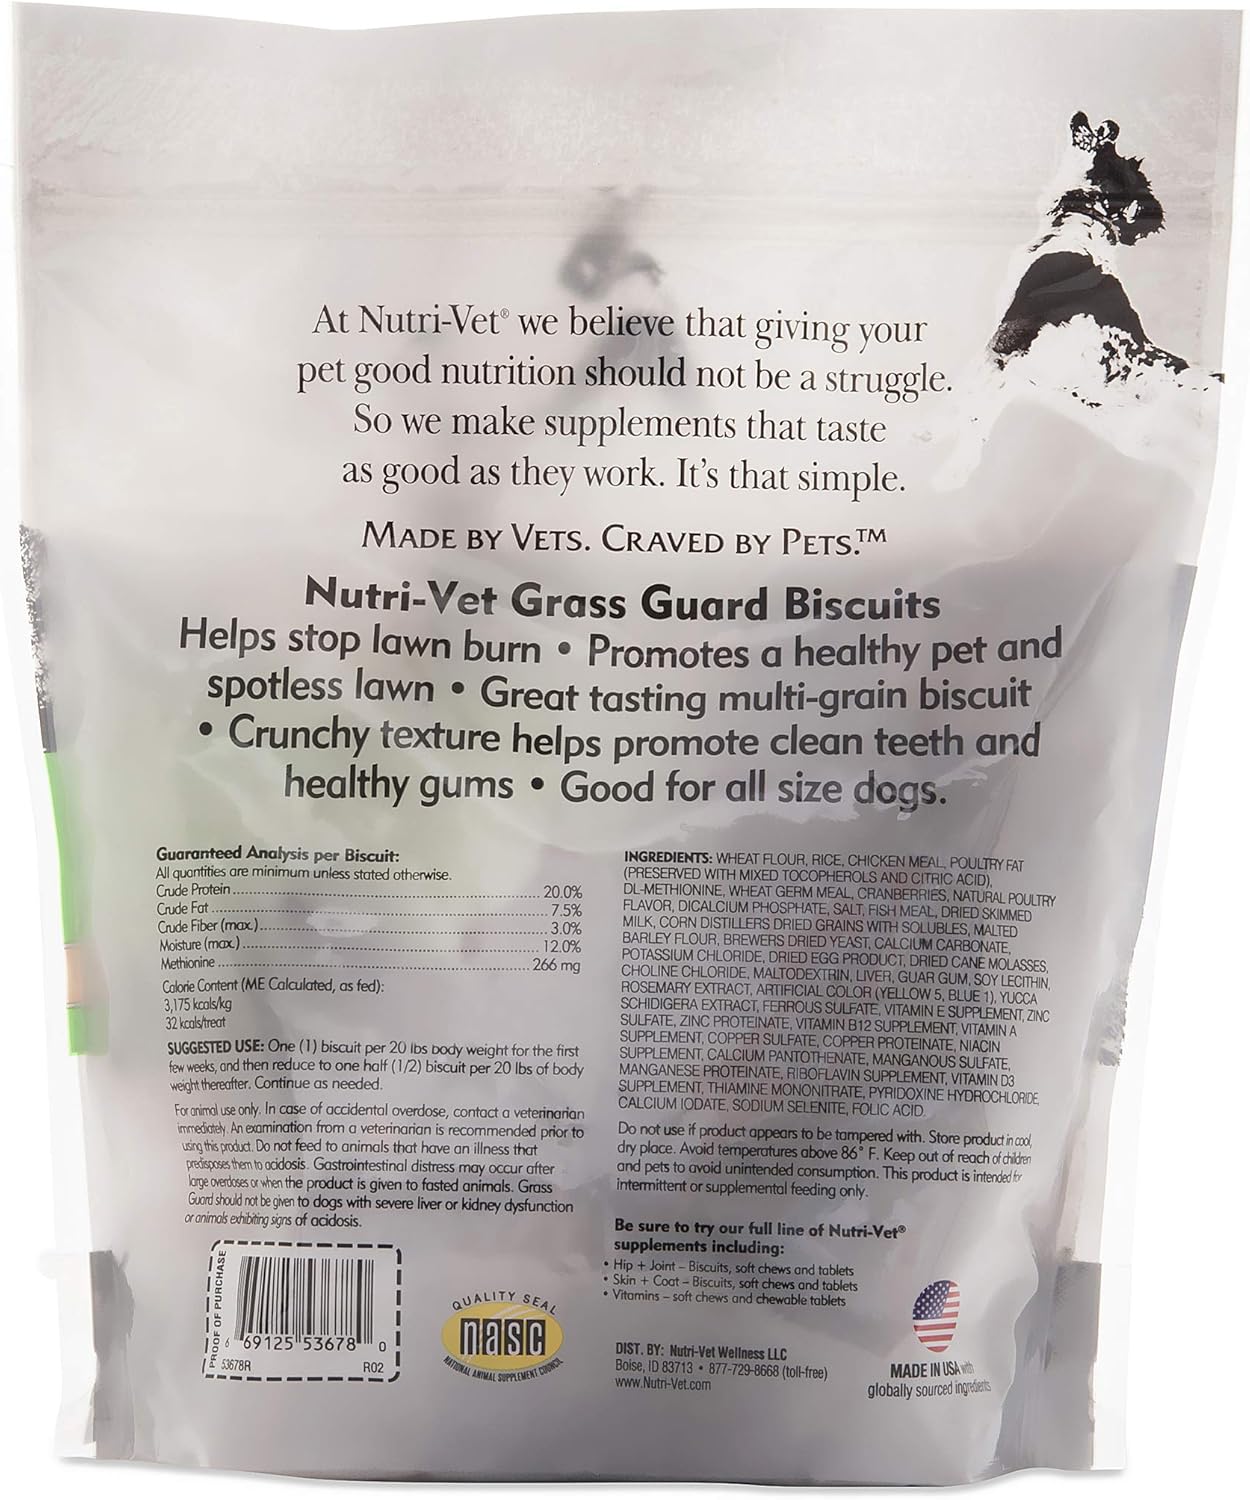 At Nutri-Vet® we believe that giving your
pet good nutrition should not be a struggle.
So we make supplements that taste
as good as they work. It's that simple.
MADE BY VETS. CRAVED BY PETS.™
Nutri-Vet Grass Guard Biscuits
Helps stop lawn burn • Promotes a healthy pet and
spotless lawn • Great tasting multi-grain biscuit
• Crunchy texture helps promote clean teeth and
healthy gums • Good for all size dogs.
Guaranteed Analysis per Biscuit:
All quantities are minimum unless stated otherwise.
Crude Protein 20.0%
Crude Fat 7.5%
Crude Fiber (max.) 3.0%
Moisture (max.) 12.0%
Methionine 266 mg
Calorie Content (ME Calculated, as fed):
3,175 kcals/kg
32 kcals/treat
SUGGESTED USE: One (1) biscuit per 20 lbs body weight for the first
few weeks, and then reduce to one half (1/2) biscuit per 20 lbs of body
weight thereafter. Continue as needed.
For animal use only. In case of accidental overdose, contact a veterinarian
immediately. An examination from a veterinarian is recommended prior to
using this product. Do not feed to animals that have an illness that
predisposes them to acidosis. Gastrointestinal distress may occur after
large overdoses or when the product is given to fasted animals. Grass
Guard should not be given to dogs with severe liver or kidney dysfunction
or animals exhibiting signs of acidosis.
PROOF OF PURCHASE
6 69125 53678 0
53678R R02
QUALITY SEAL
nasc
NATIONAL ANIMAL SUPPLEMENT COUNCIL
INGREDIENTS: WHEAT FLOUR, RICE, CHICKEN MEAL, POULTRY FAT
(PRESERVED WITH MIXED TOCOPHEROLS AND CITRIC ACID),
DL-METHIONINE, WHEAT GERM MEAL, CRANBERRIES, NATURAL POULTRY
FLAVOR, DICALCIUM PHOSPHATE, SALT, FISH MEAL, DRIED SKIMMED
MILK, CORN DISTILLERS DRIED GRAINS WITH SOLUBLES, MALTED
BARLEY FLOUR, BREWERS DRIED YEAST, CALCIUM CARBONATE,
POTASSIUM CHLORIDE, DRIED EGG PRODUCT, DRIED CANE MOLASSES,
CHOLINE CHLORIDE, MALTODEXTRIN, LIVER, GUAR GUM, SOY LECITHIN,
ROSEMARY EXTRACT, ARTIFICIAL COLOR (YELLOW 5, BLUE 1), YUCCA
SCHIDIGERA EXTRACT, FERROUS SULFATE, VITAMIN E SUPPLEMENT, ZINC
SULFATE, ZINC PROTEINATE, VITAMIN B12 SUPPLEMENT, VITAMIN A
SUPPLEMENT, COPPER SULFATE, COPPER PROTEINATE, NIACIN
SUPPLEMENT, CALCIUM PANTOTHENATE, MANGANOUS SULFATE,
MANGANESE PROTEINATE, RIBOFLAVIN SUPPLEMENT, VITAMIN D3
SUPPLEMENT, THIAMINE MONONITRATE, PYRIDOXINE HYDROCHLORIDE,
CALCIUM IODATE, SODIUM SELENITE, FOLIC ACID.
Do not use if product appears to be tampered with. Store product in cool,
dry place. Avoid temperatures above 86° F. Keep out of reach of children
and pets to avoid unintended consumption. This product is intended for
intermittent or supplemental feeding only.
Be sure to try our full line of Nutri-Vet®
supplements including:
• Hip + Joint – Biscuits, soft chews and tablets
• Skin + Coat – Biscuits, soft chews and tablets
• Vitamins – soft chews and chewable tablets
DIST. BY: Nutri-Vet Wellness LLC
Boise, ID 83713 • 877-729-8668 (toll-free)
www.Nutri-Vet.com
MADE IN USA with
globally sourced ingredients